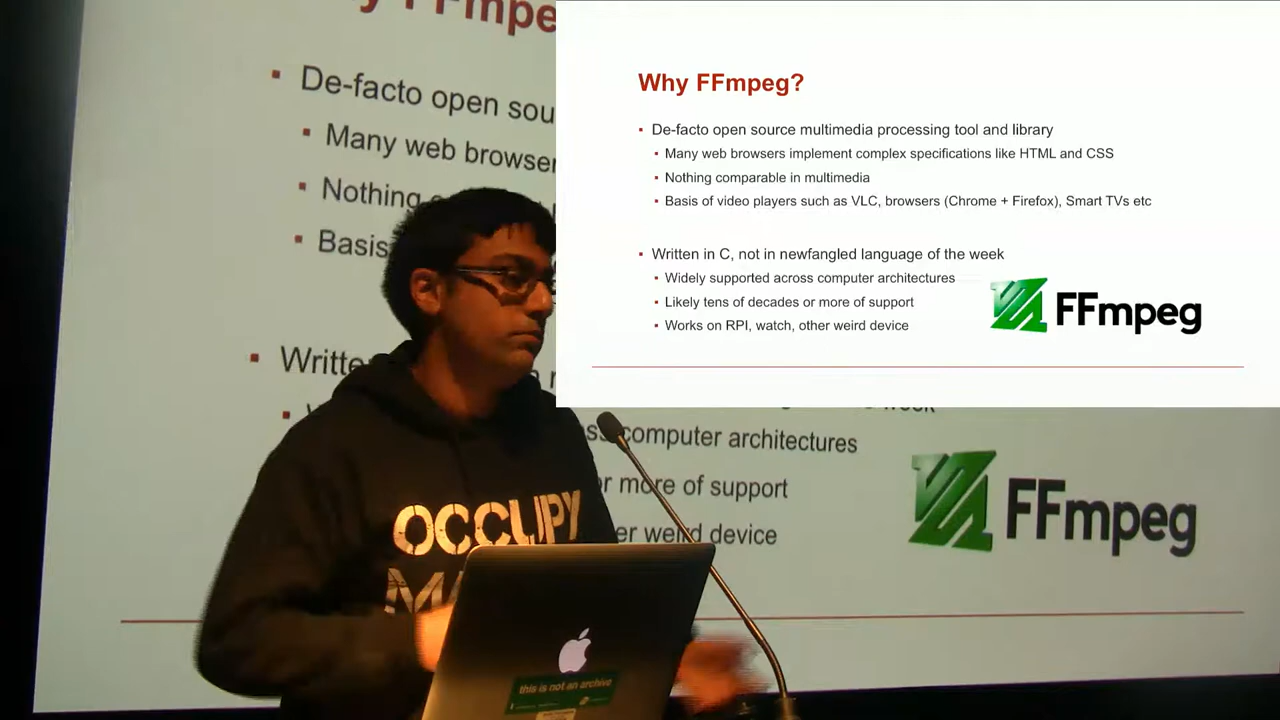 FFmpe
De-facto open sou
Many web browser
Nothing
Basis
Writte
computer architectures
or more of support
er weird device
FFmpeg
Why FFmpeg?
De-facto open source multimedia processing tool and library
Many web browsers implement complex specifications like HTML and CSS
Nothing comparable in multimedia
Basis of video players such as VLC, browsers (Chrome + Firefox), Smart TVs etc
Written in C, not in newfangled language of the week
Widely supported across computer architectures
Likely tens of decades or more of support
Works on RPI, watch, other weird device
FFmpeg
OCCUPY
this is not an archive